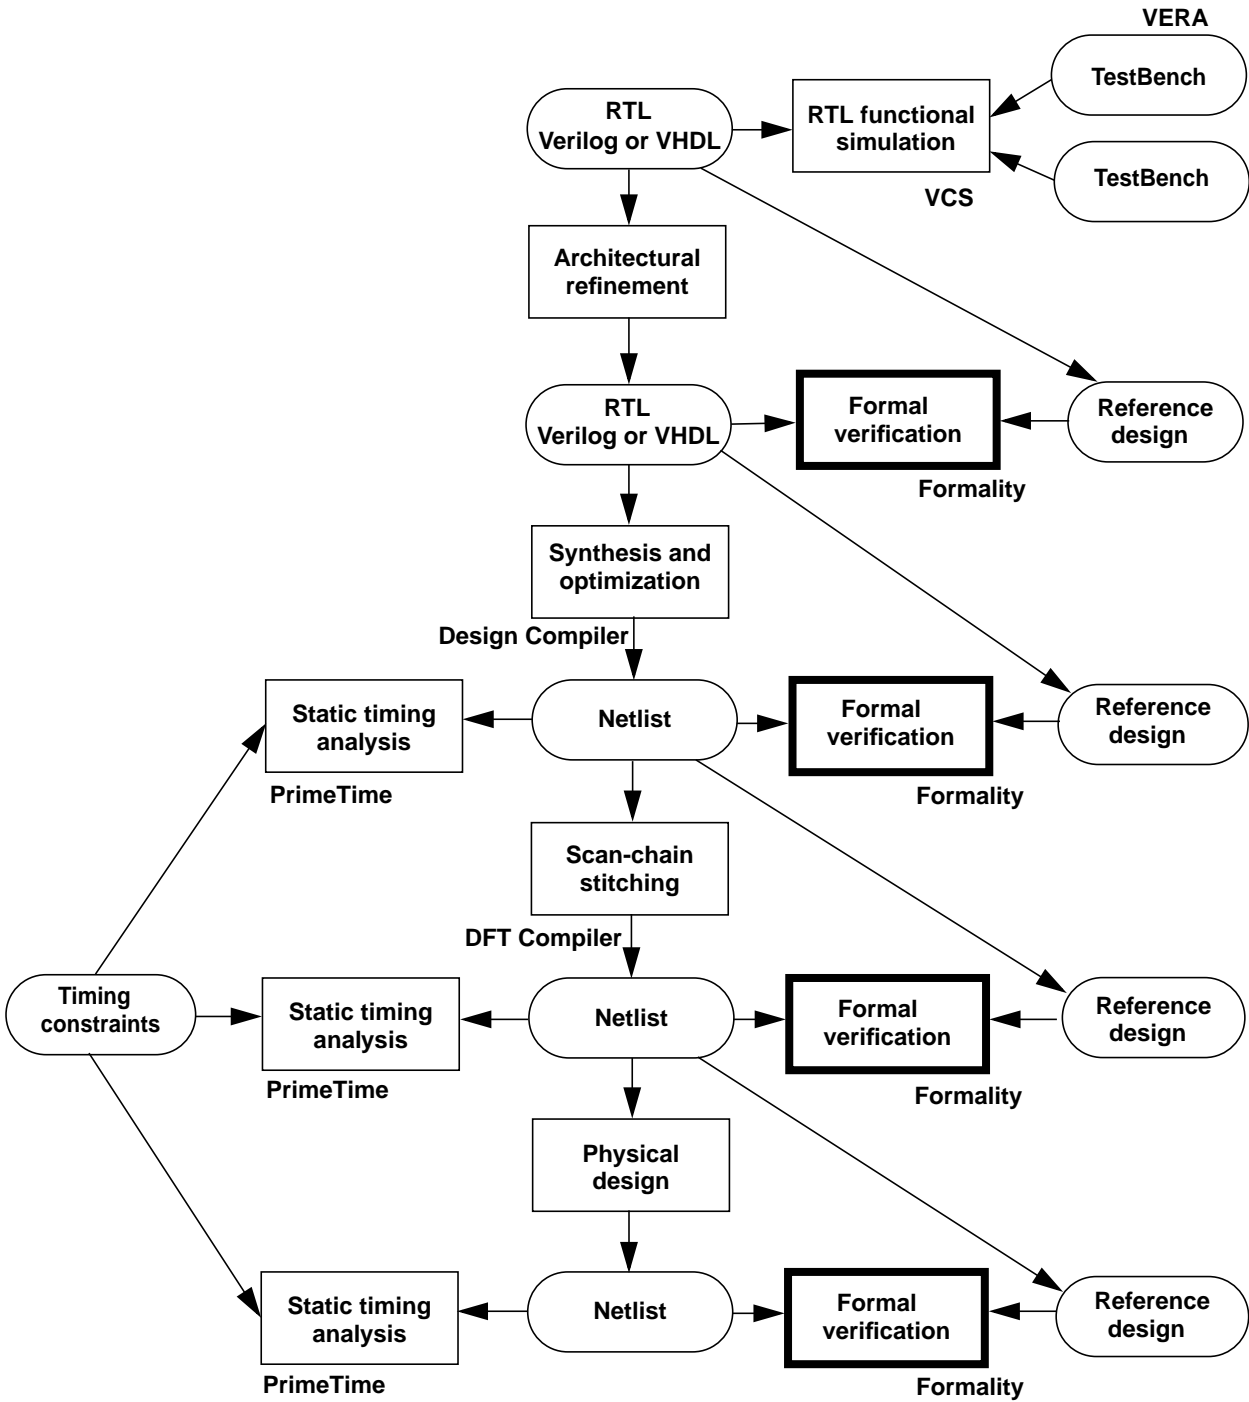 VERA
TestBench
RTL
Verilog or VHDL
RTL functional
simulation
TestBench
VCS
Architectural
refinement
RTL
Verilog or VHDL
Formal
verification
Reference
design
Formality
Synthesis and
optimization
Design Compiler
Static timing
analysis
Netlist
Formal
verification
Reference
design
PrimeTime
Formality
Scan-chain
stitching
DFT Compiler
Timing
constraints
Static timing
analysis
Netlist
Formal
verification
Reference
design
PrimeTime
Formality
Physical
design
Static timing
analysis
Netlist
Formal
verification
Reference
design
PrimeTime
Formality